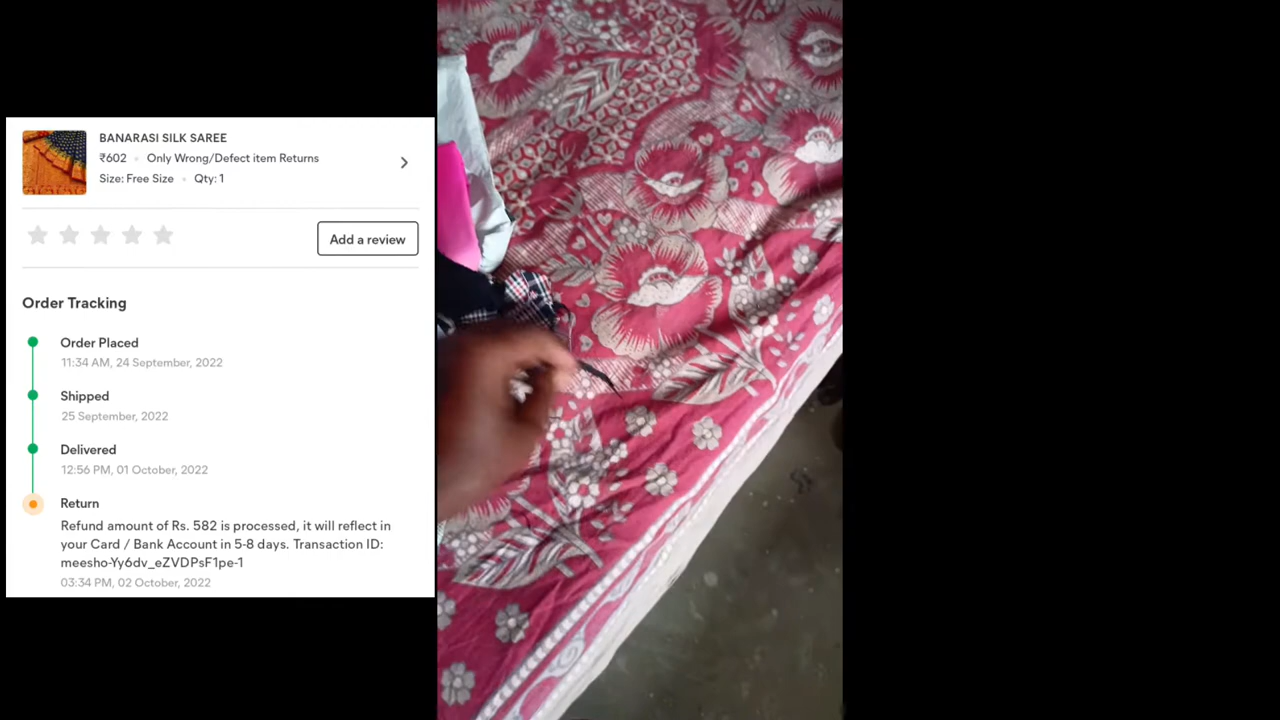 BANARASI SILK SAREE
₹602 • Only Wrong/Defect item Returns
Size: Free Size • Qty: 1
Add a review
Order Tracking
Order Placed
11:34 AM, 24 September, 2022
Shipped
25 September, 2022
Delivered
12:56 PM, 01 October, 2022
Return
Refund amount of Rs. 582 is processed, it will reflect in
your Card / Bank Account in 5-8 days. Transaction ID:
meesho-Yy6dv_eZVDPsF1pe-1
03:34 PM, 02 October, 2022